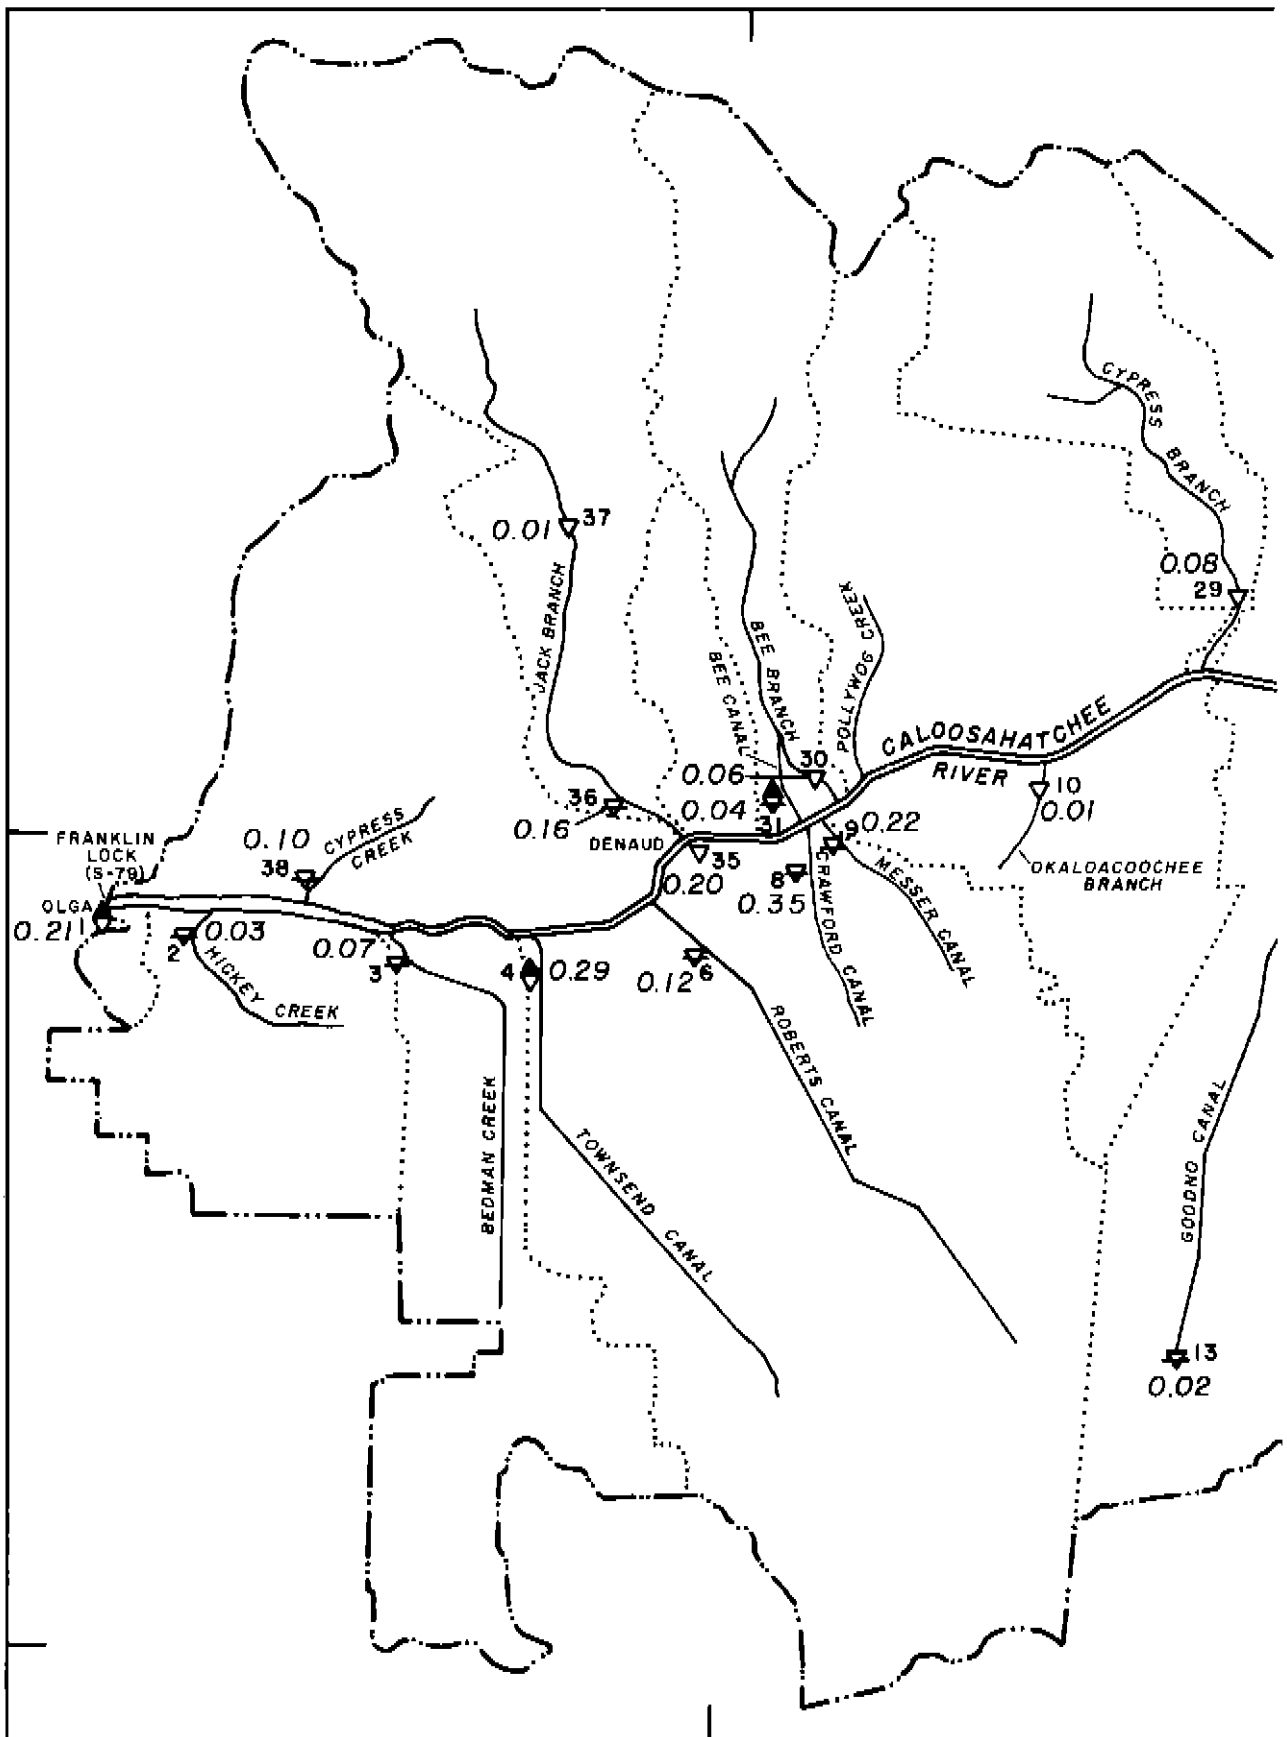 CYPRESS
BRANCH
0.01
37
0.08
29
JACK BRANCH
BEE BRANCH
BEE CANAL
POLLYWOG CREEK
CALOOSAHATCHEE
RIVER
30
0.06
36
0.16
0.04
31
DENAUD
9
0.22
10
0.01
OKALOACOOCHEE
BRANCH
FRANKLIN
LOCK
(S-79)
0.10
38
CYPRESS
CREEK
35
0.20
8
0.35
CRAWFORD CANAL
MESSER CANAL
OLGA
0.21
1
2
0.03
HICKEY
CREEK
0.07
3
4
0.29
0.12
6
ROBERTS CANAL
BEDMAN CREEK
TOWNSEND CANAL
GOODNO CANAL
13
0.02